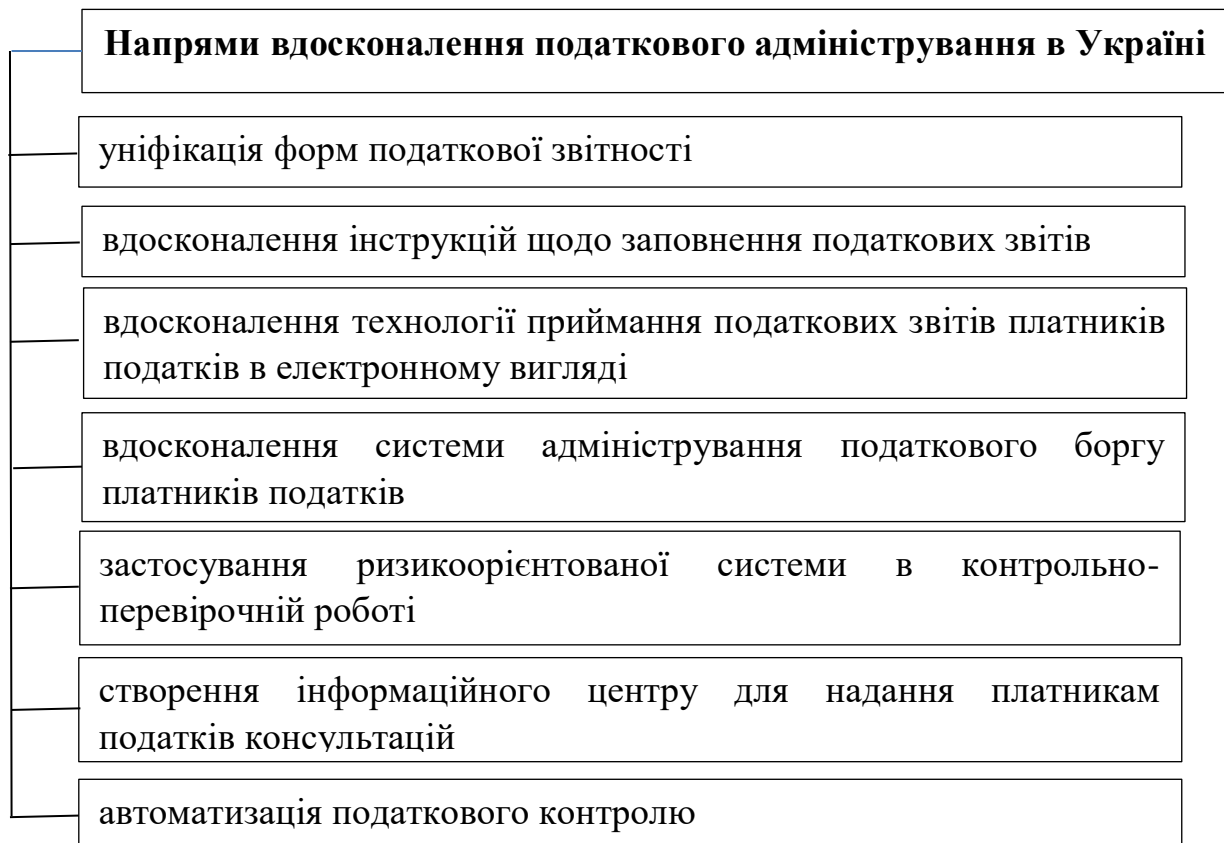 Напрями вдосконалення податкового адміністрування в Україні
уніфікація форм податкової звітності
вдосконалення інструкцій щодо заповнення податкових звітів
вдосконалення технології приймання податкових звітів платників
податків в електронному вигляді
вдосконалення системи адміністрування податкового боргу
платників податків
застосування ризикоорієнтованої системи в контрольно-
перевірочній роботі
створення інформаційного центру для надання платникам
податків консультацій
автоматизація податкового контролю